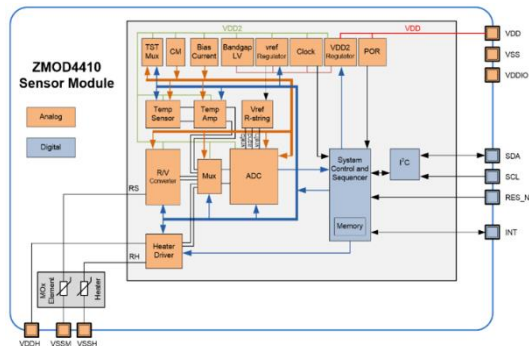 VDD2
VDD
TST
Mux
CM
Bias
Current
Bandgap
LV
vref
Regulator
Clock
VDD2
Regulator
POR
VDD
VSS
VDDIO
ZMOD4410
Sensor Module
Analog
Digital
Temp
Sensor
Temp
Amp
Vref
R-string
R/V
Converter
Mux
ADC
System
Control and
Sequencer
Memory
I²C
SDA
SCL
RES_N
INT
RS
RH
Heater
Driver
MOx
Element
Heater
VDDH
VSSM
VSSH